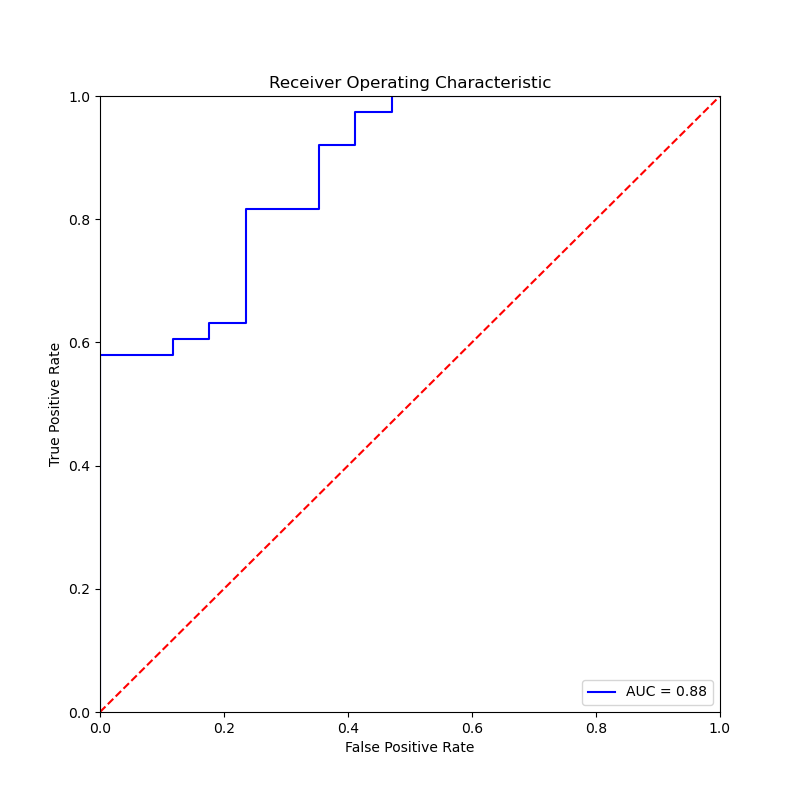 Receiver Operating Characteristic
1.0
0.8
0.6
0.4
0.2
0.0
True Positive Rate
AUC = 0.88
0.0 0.2 0.4 0.6 0.8 1.0
False Positive Rate